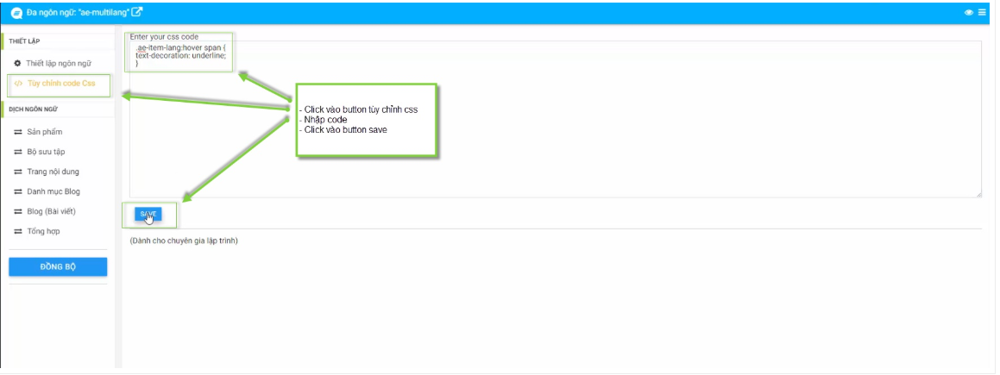 Đa ngôn ngữ: "ae-multilang"
THIẾT LẬP
Thiết lập ngôn ngữ
</> Tùy chỉnh code Css
DỊCH NGÔN NGỮ
Sản phẩm
Bộ sưu tập
Trang nội dung
Danh mục Blog
Blog (Bài viết)
Tổng hợp
ĐỒNG BỘ
Enter your css code
.ae-item-lang:hover span {
text-decoration: underline;
}
- Click vào button tùy chỉnh css
- Nhập code
- Click vào button save
SAVE
(Dành cho chuyên gia lập trình)